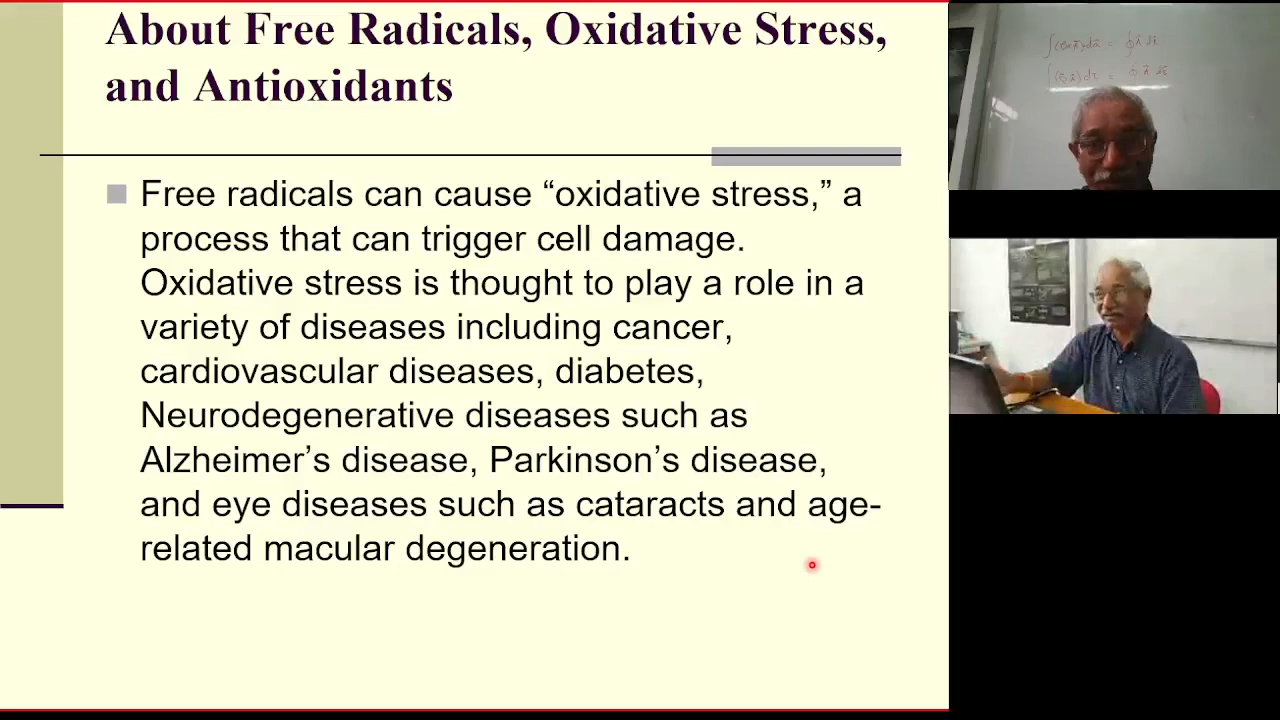 About Free Radicals, Oxidative Stress,
and Antioxidants
Free radicals can cause “oxidative stress,” a
process that can trigger cell damage.
Oxidative stress is thought to play a role in a
variety of diseases including cancer,
cardiovascular diseases, diabetes,
Neurodegenerative diseases such as
Alzheimer’s disease, Parkinson’s disease,
and eye diseases such as cataracts and age-
related macular degeneration.